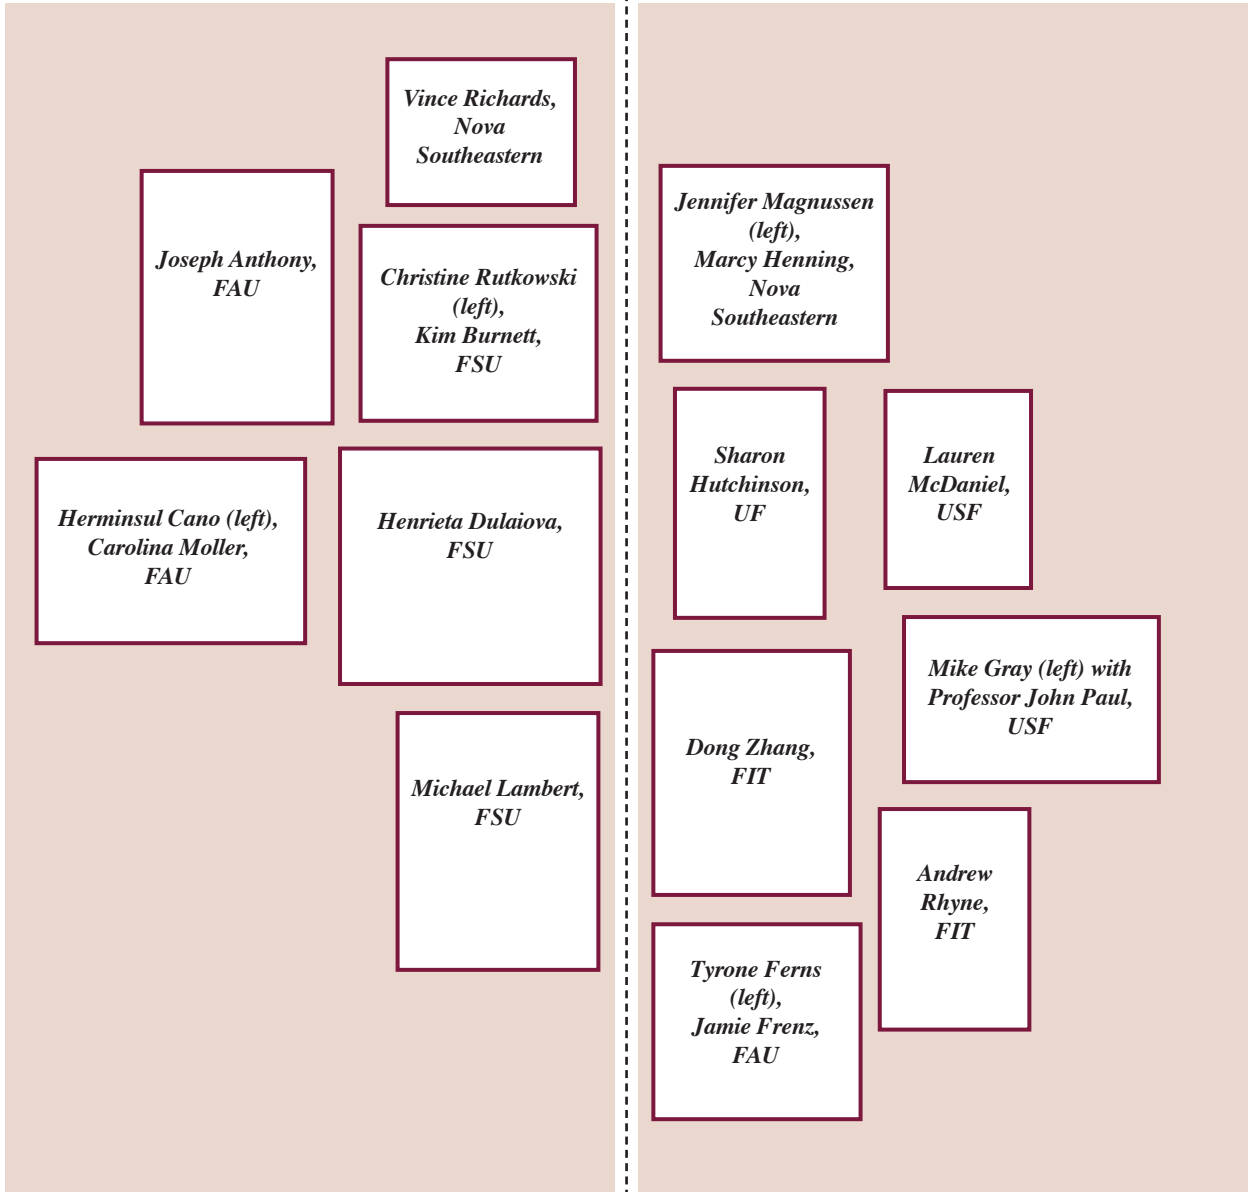 Vince Richards,
Nova
Southeastern
Joseph Anthony,
FAU
Christine Rutkowski
(left),
Kim Burnett,
FSU
Herminsul Cano (left),
Carolina Moller,
FAU
Henrieta Dulaiova,
FSU
Michael Lambert,
FSU
Jennifer Magnussen
(left),
Marcy Henning,
Nova
Southeastern
Sharon
Hutchinson,
UF
Lauren
McDaniel,
USF
Mike Gray (left) with
Professor John Paul,
USF
Dong Zhang,
FIT
Andrew
Rhyne,
FIT
Tyrone Ferns
(left),
Jamie Frenz,
FAU